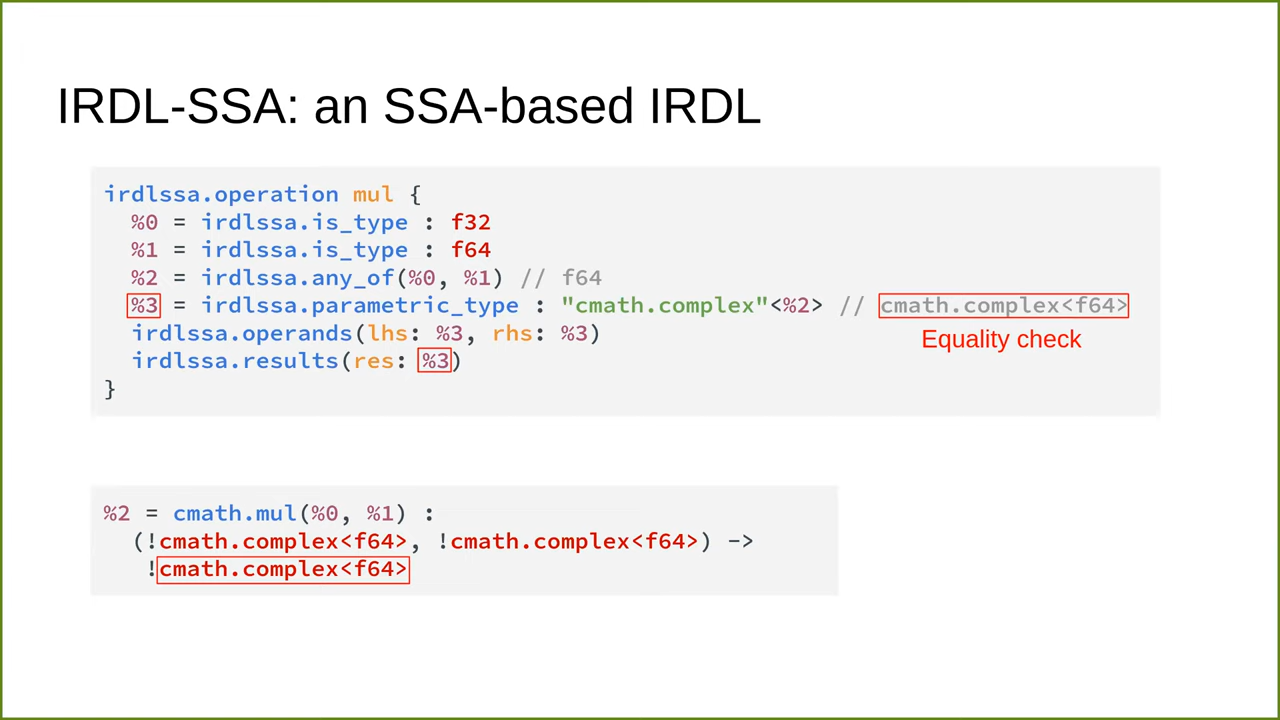 IRDL-SSA: an SSA-based IRDL
irdlssa.operation mul {
%0 = irdlssa.is_type : f32
%1 = irdlssa.is_type : f64
%2 = irdlssa.any_of(%0, %1) // f64
%3 = irdlssa.parametric_type : "cmath.complex"<%2> // cmath.complex<f64>
irdlssa.operands(lhs: %3, rhs: %3)
Equality check
irdlssa.results(res: %3)
}
%2 = cmath.mul(%0, %1) :
(!cmath.complex<f64>, !cmath.complex<f64>) ->
!cmath.complex<f64>